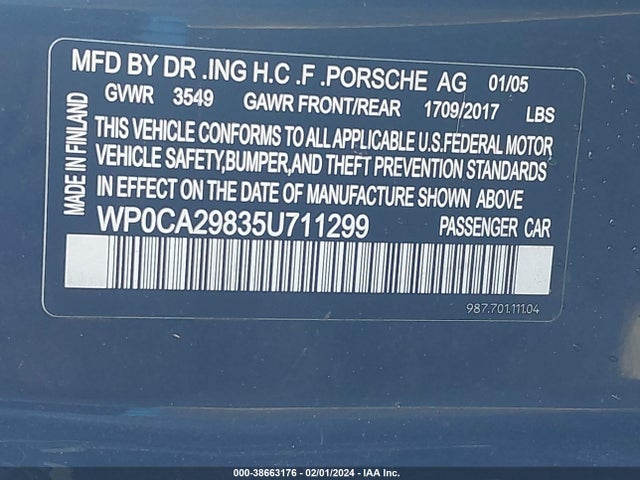 MFD BY DR .ING H.C .F .PORSCHE AG 01/05
GVWR 3549 GAWR FRONT/REAR 1709/2017 LBS
MADE IN FINLAND
THIS VEHICLE CONFORMS TO ALL APPLICABLE U.S.FEDERAL MOTOR
VEHICLE SAFETY,BUMPER,AND THEFT PREVENTION STANDARDS
IN EFFECT ON THE DATE OF MANUFACTURE SHOWN ABOVE
WP0CA29835U711299 PASSENGER CAR
987.701.111.04
000-38663176 - 02/01/2024 - IAA Inc.